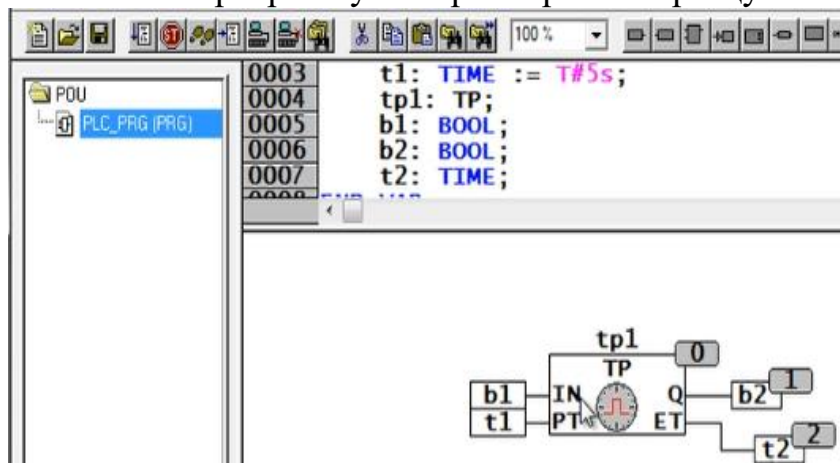 100 %
POU
PLC_PRG (PRG)
0003 t1: TIME := T#5s;
0004 tp1: TP;
0005 b1: BOOL;
0006 b2: BOOL;
0007 t2: TIME;
tp1
0
TP
b1 IN Q b2 1
t1 PT ET
t2 2